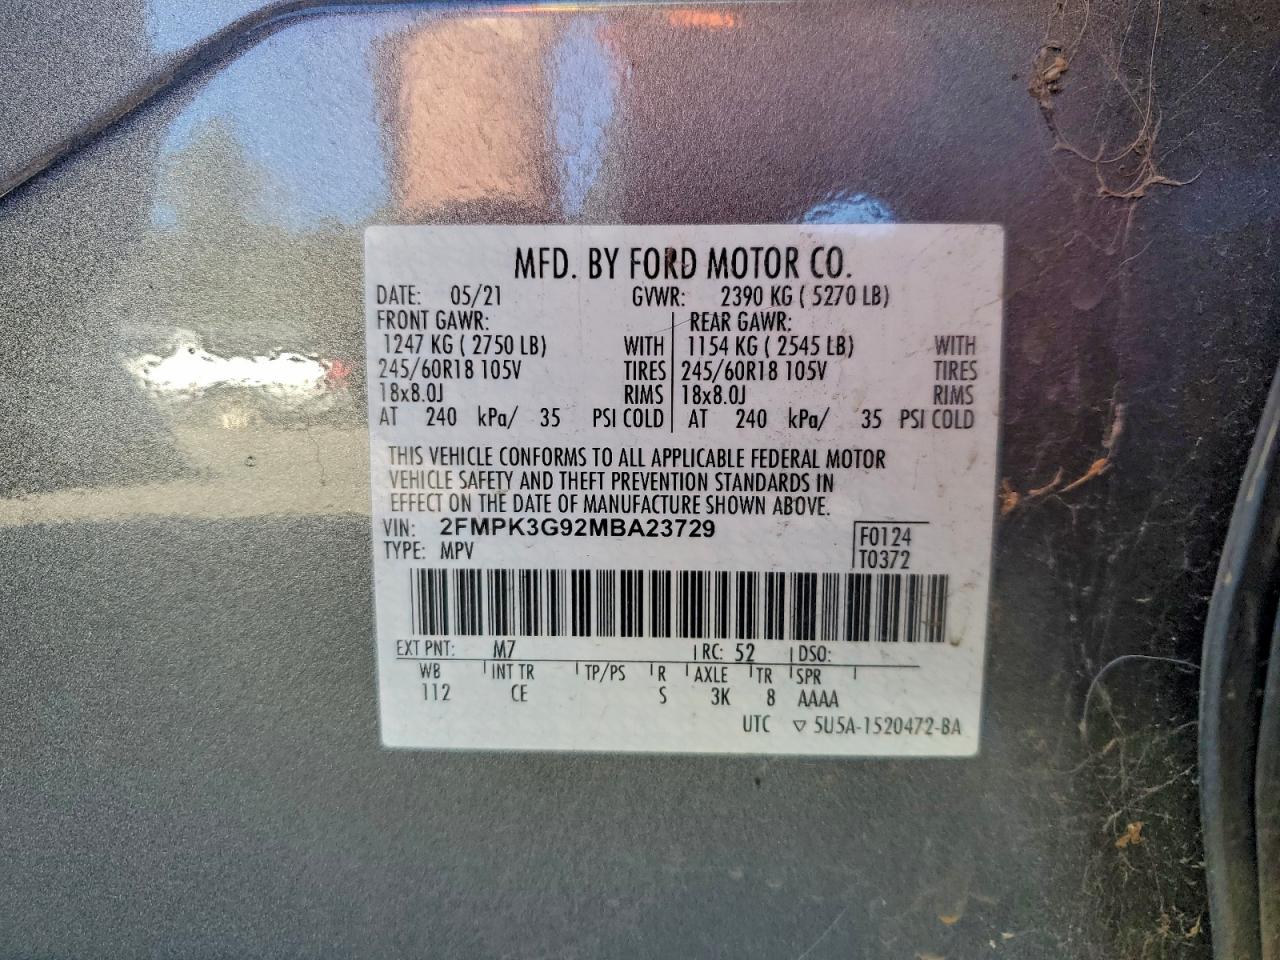 MFD. BY FORD MOTOR CO.
DATE: 05/21 GVWR: 2390 KG ( 5270 LB)
FRONT GAWR: REAR GAWR:
1247 KG ( 2750 LB) WITH 1154 KG ( 2545 LB) WITH
245/60R18 105V TIRES 245/60R18 105V TIRES
18x8.0J RIMS 18x8.0J RIMS
AT 240 kPa/ 35 PSI COLD AT 240 kPa/ 35 PSI COLD
THIS VEHICLE CONFORMS TO ALL APPLICABLE FEDERAL MOTOR
VEHICLE SAFETY AND THEFT PREVENTION STANDARDS IN
EFFECT ON THE DATE OF MANUFACTURE SHOWN ABOVE.
VIN: 2FMPK3G92MBA23729 F0124
TYPE: MPV T0372
EXT PNT: M7 RC: 52 DSO:
WB INT TR TP/PS R AXLE TR SPR
112 CE S 3K 8 AAAA
UTC ▽ 5U5A-1520472-BA